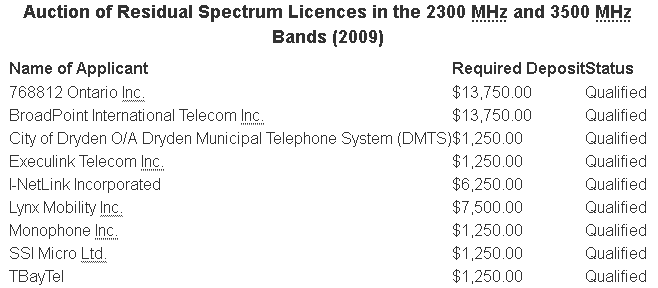 Auction of Residual Spectrum Licences in the 2300 MHz and 3500 MHz
Bands (2009)
Name of Applicant Required Deposit Status
768812 Ontario Inc. $13,750.00 Qualified
BroadPoint International Telecom Inc. $13,750.00 Qualified
City of Dryden O/A Dryden Municipal Telephone System (DMTS) $1,250.00 Qualified
Execulink Telecom Inc. $1,250.00 Qualified
I-NetLink Incorporated $6,250.00 Qualified
Lynx Mobility Inc. $7,500.00 Qualified
Monophone Inc. $1,250.00 Qualified
SSI Micro Ltd. $1,250.00 Qualified
TBayTel $1,250.00 Qualified